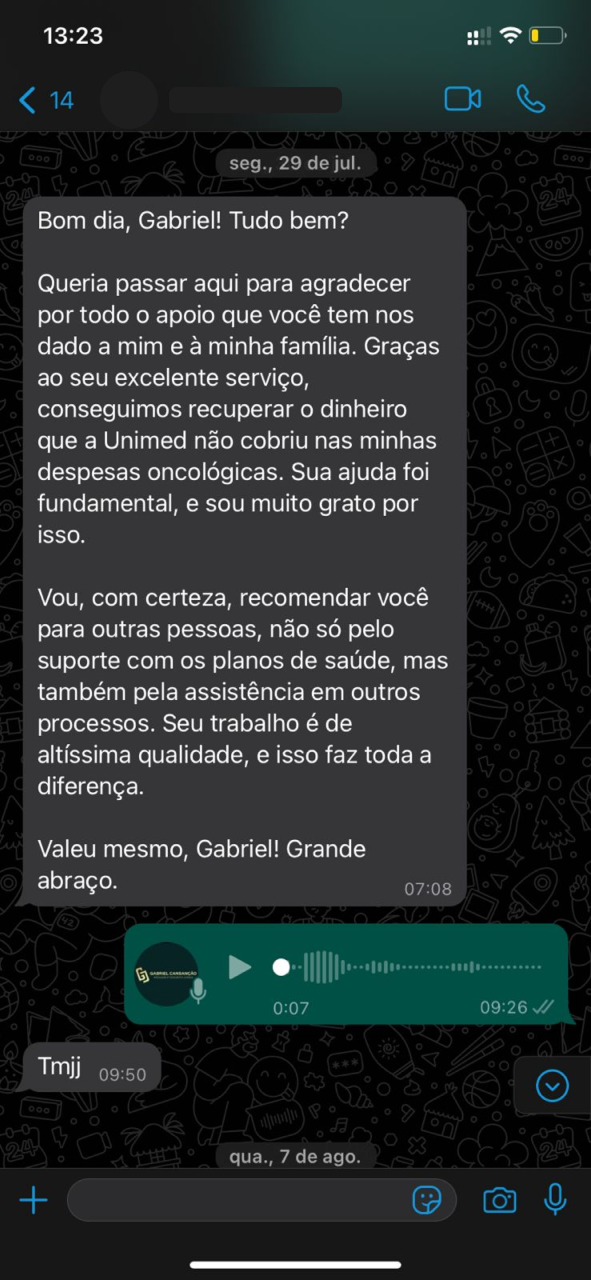 13:23
14
seg., 29 de jul.
Bom dia, Gabriel! Tudo bem?
Queria passar aqui para agradecer
por todo o apoio que você tem nos
dado a mim e à minha família. Graças
ao seu excelente serviço,
conseguimos recuperar o dinheiro
que a Unimed não cobriu nas minhas
despesas oncológicas. Sua ajuda foi
fundamental, e sou muito grato por
isso.
Vou, com certeza, recomendar você
para outras pessoas, não só pelo
suporte com os planos de saúde, mas
também pela assistência em outros
processos. Seu trabalho é de
altíssima qualidade, e isso faz toda a
diferença.
Valeu mesmo, Gabriel! Grande
abraço.
07:08
GABRIEL CANSANÇÃO
0:07
09:26
Tmjj
09:50
qua., 7 de ago.